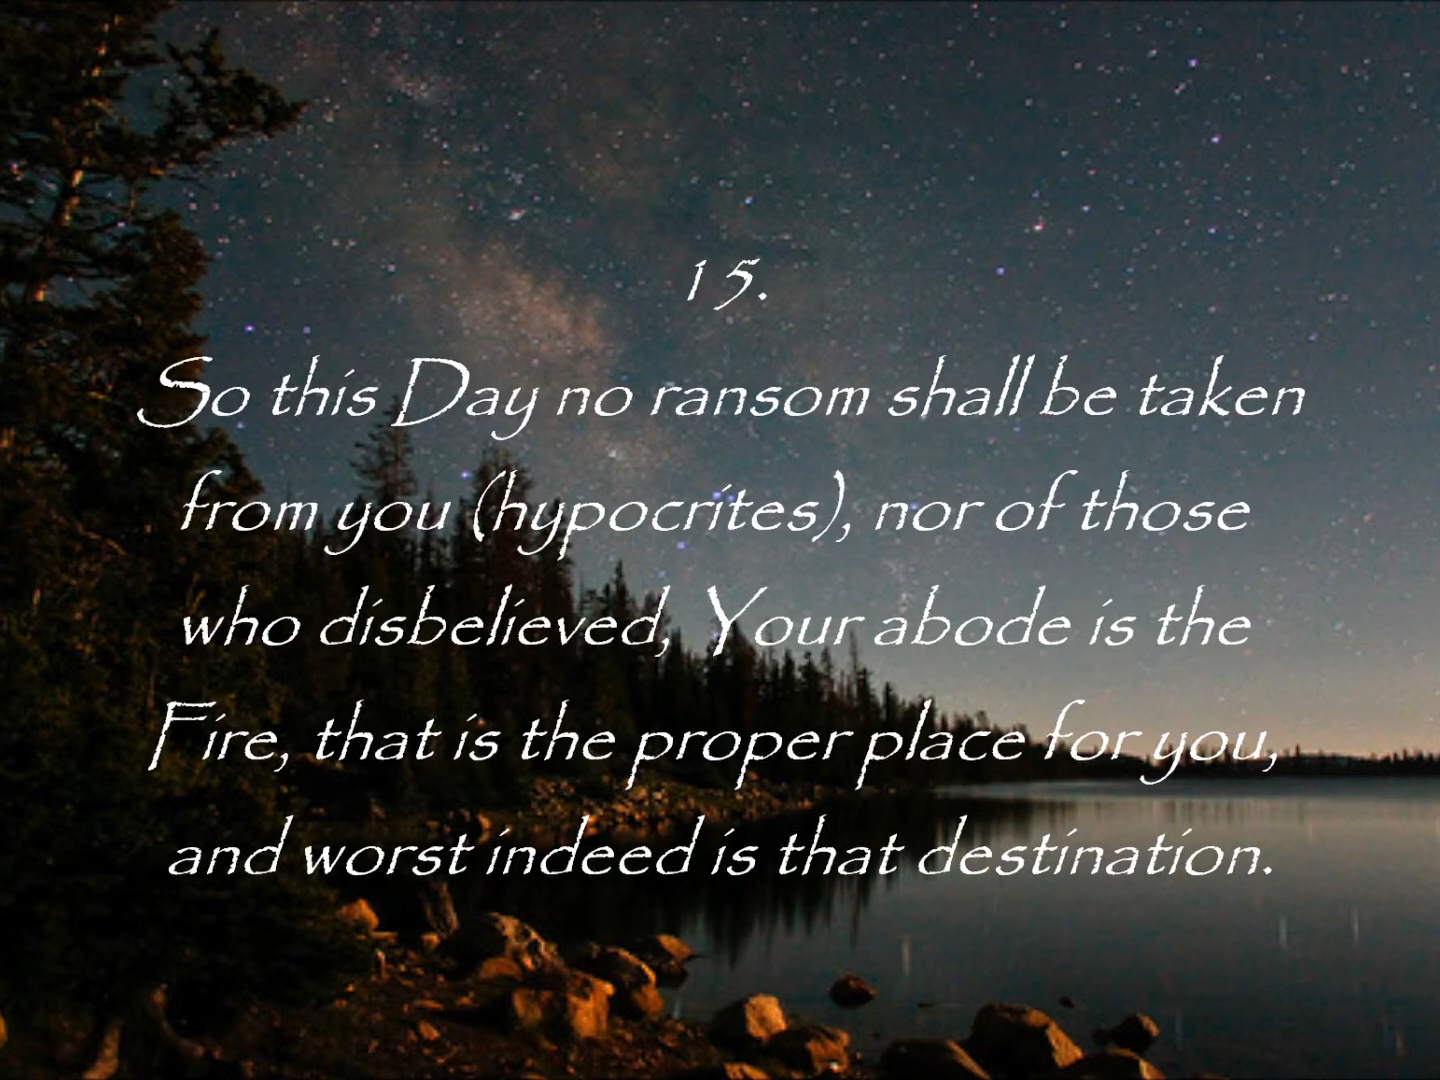 15.
So this Day no ransom shall be taken
from you (hypocrites), nor of those
who disbelieved, Your abode is the
Fire, that is the proper place for you,
and worst indeed is that destination.